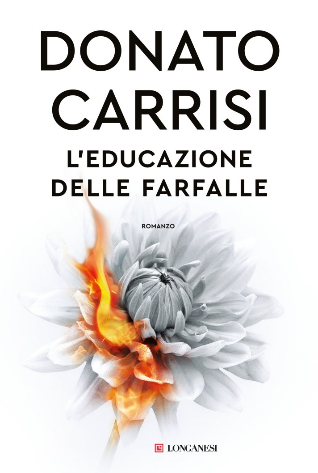 DONATO
CARRISI
L'EDUCAZIONE
DELLE FARFALLE
ROMANZO
LONGANESI